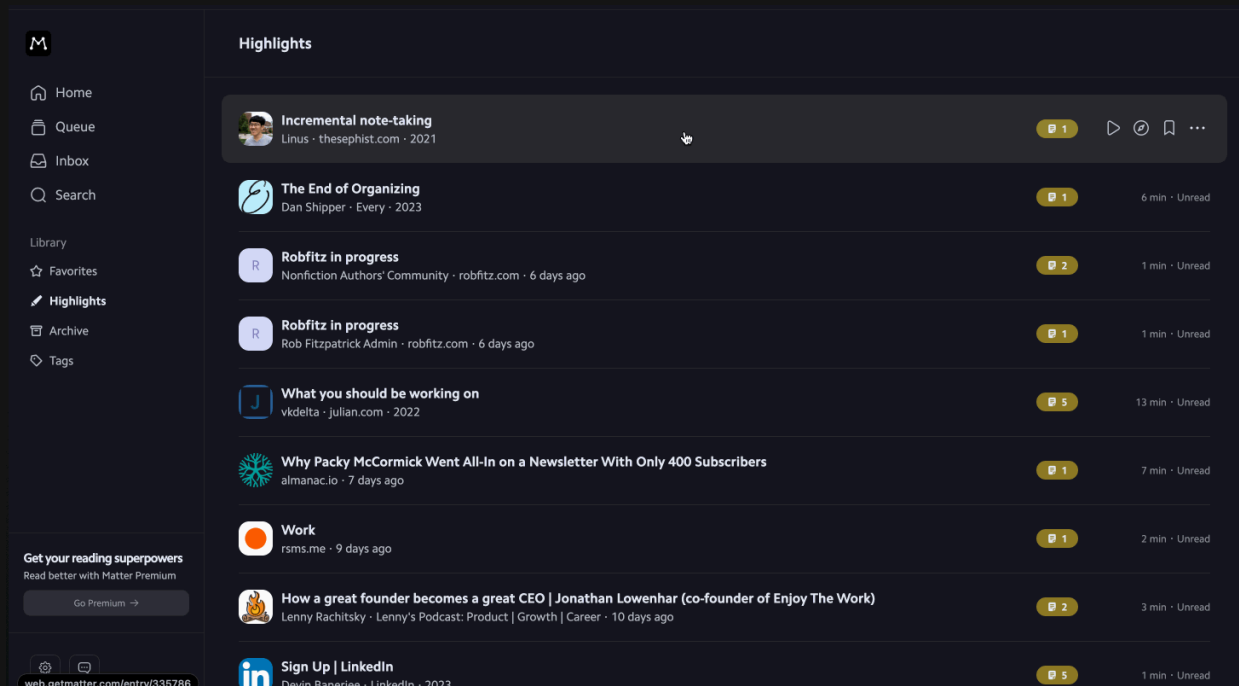 M
Highlights
Home
Queue
Inbox
Search
Library
Favorites
Highlights
Archive
Tags
Incremental note-taking
Linus · thesephist.com · 2021
1
The End of Organizing
Dan Shipper · Every · 2023
1
6 min · Unread
R
Robfitz in progress
Nonfiction Authors' Community · robfitz.com · 6 days ago
2
1 min · Unread
R
Robfitz in progress
Rob Fitzpatrick Admin · robfitz.com · 6 days ago
1
1 min · Unread
J
What you should be working on
vkdelta · julian.com · 2022
5
13 min · Unread
Why Packy McCormick Went All-In on a Newsletter With Only 400 Subscribers
almanac.io · 7 days ago
1
7 min · Unread
Work
rsms.me · 9 days ago
1
2 min · Unread
How a great founder becomes a great CEO | Jonathan Lowenhar (co-founder of Enjoy The Work)
Lenny Rachitsky · Lenny's Podcast: Product | Growth | Career · 10 days ago
2
3 min · Unread
in
Sign Up | LinkedIn
Devin Banerjee · LinkedIn · 2023
5
1 min · Unread
Get your reading superpowers
Read better with Matter Premium
Go Premium →
web.getmatter.com/entry/335786